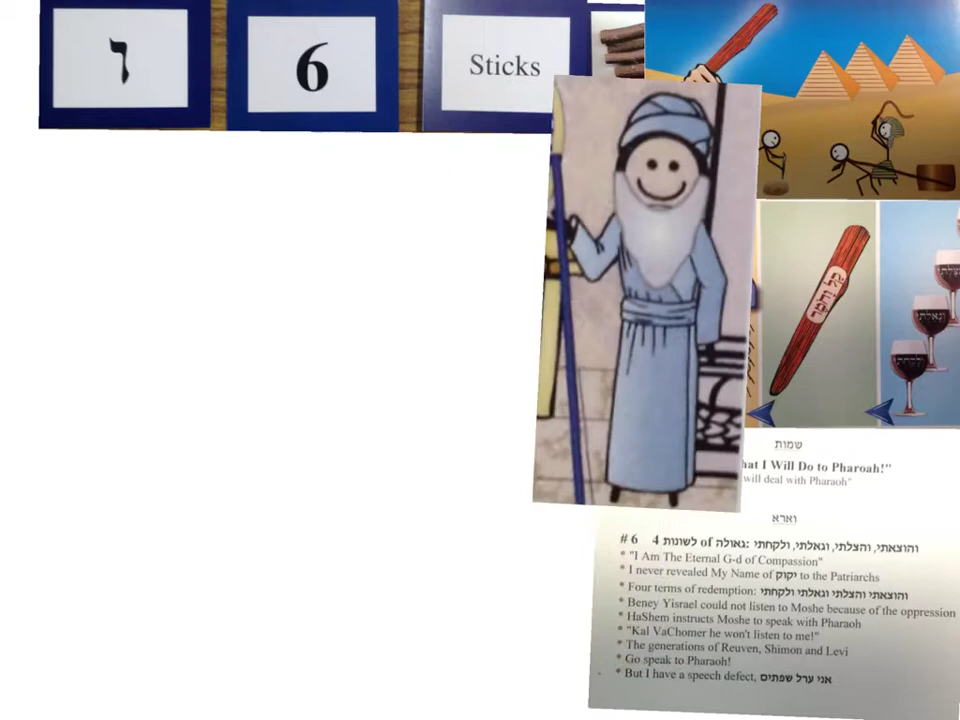 ו
6
Sticks
שמות
hat I Will Do to Pharoah!"
will deal with Pharaoh"
וארא
# 6 4 לשונות of גאולה: והוצאתי, והצלתי, וגאלתי, ולקחתי
* "I Am The Eternal G-d of Compassion"
* I never revealed My Name of יקוק to the Patriarchs
* Four terms of redemption: והוצאתי והצלתי וגאלתי ולקחתי
* Beney Yisrael could not listen to Moshe because of the oppression
* HaShem instructs Moshe to speak with Pharaoh
* "Kal VaChomer he won't listen to me!"
* The generations of Reuven, Shimon and Levi
* Go speak to Pharaoh!
* But I have a speech defect, אני ערל שפתים
וגאלתי
ולקחתי